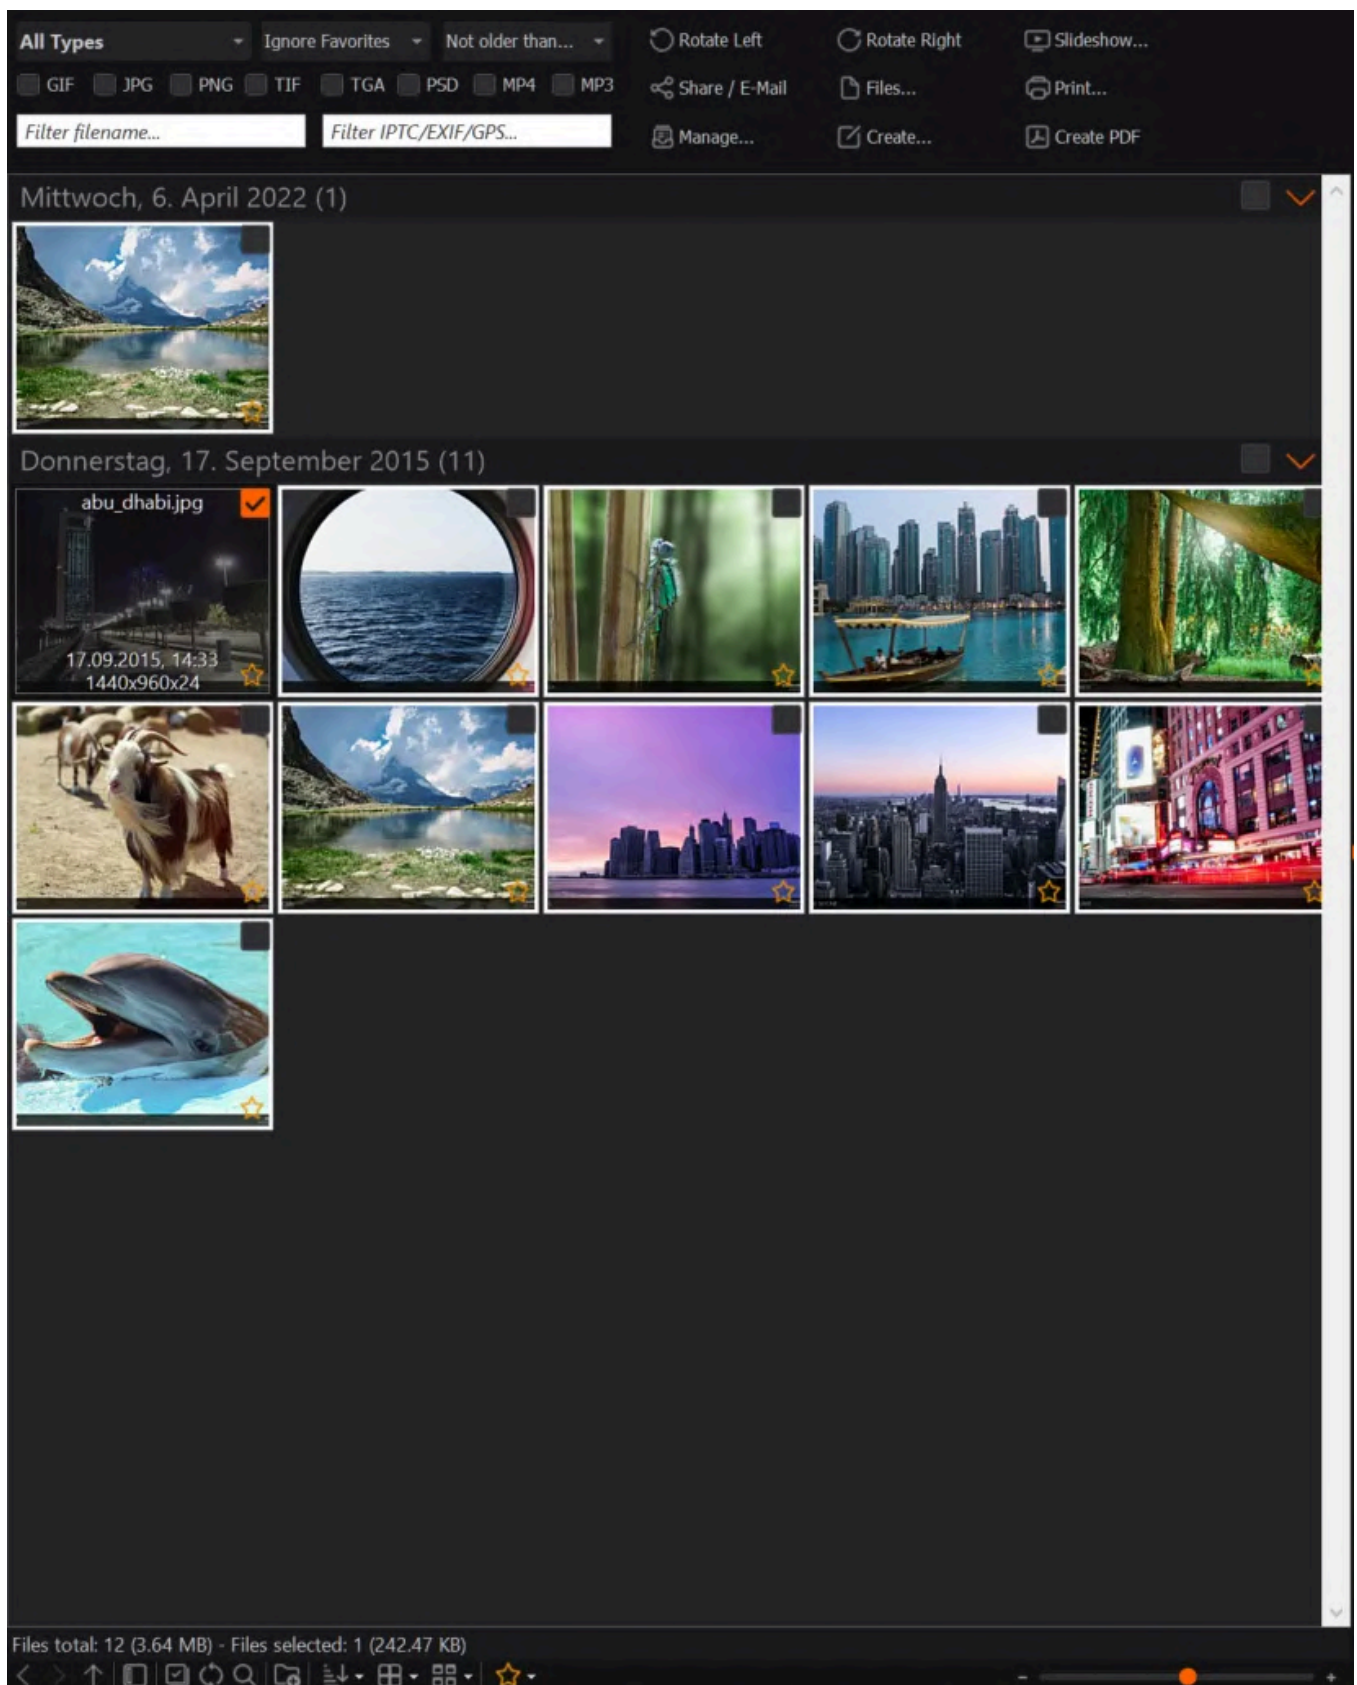 All Types Ignore Favorites Not older than... Rotate Left Rotate Right Slideshow...
GIF JPG PNG TIF TGA PSD MP4 MP3 Share / E-Mail Files... Print...
Filter filename... Filter IPTC/EXIF/GPS... Manage... Create... Create PDF
Mittwoch, 6. April 2022 (1)
Donnerstag, 17. September 2015 (11)
abu_dhabi.jpg
17.09.2015, 14:33
1440x960x24
Files total: 12 (3.64 MB) - Files selected: 1 (242.47 KB)